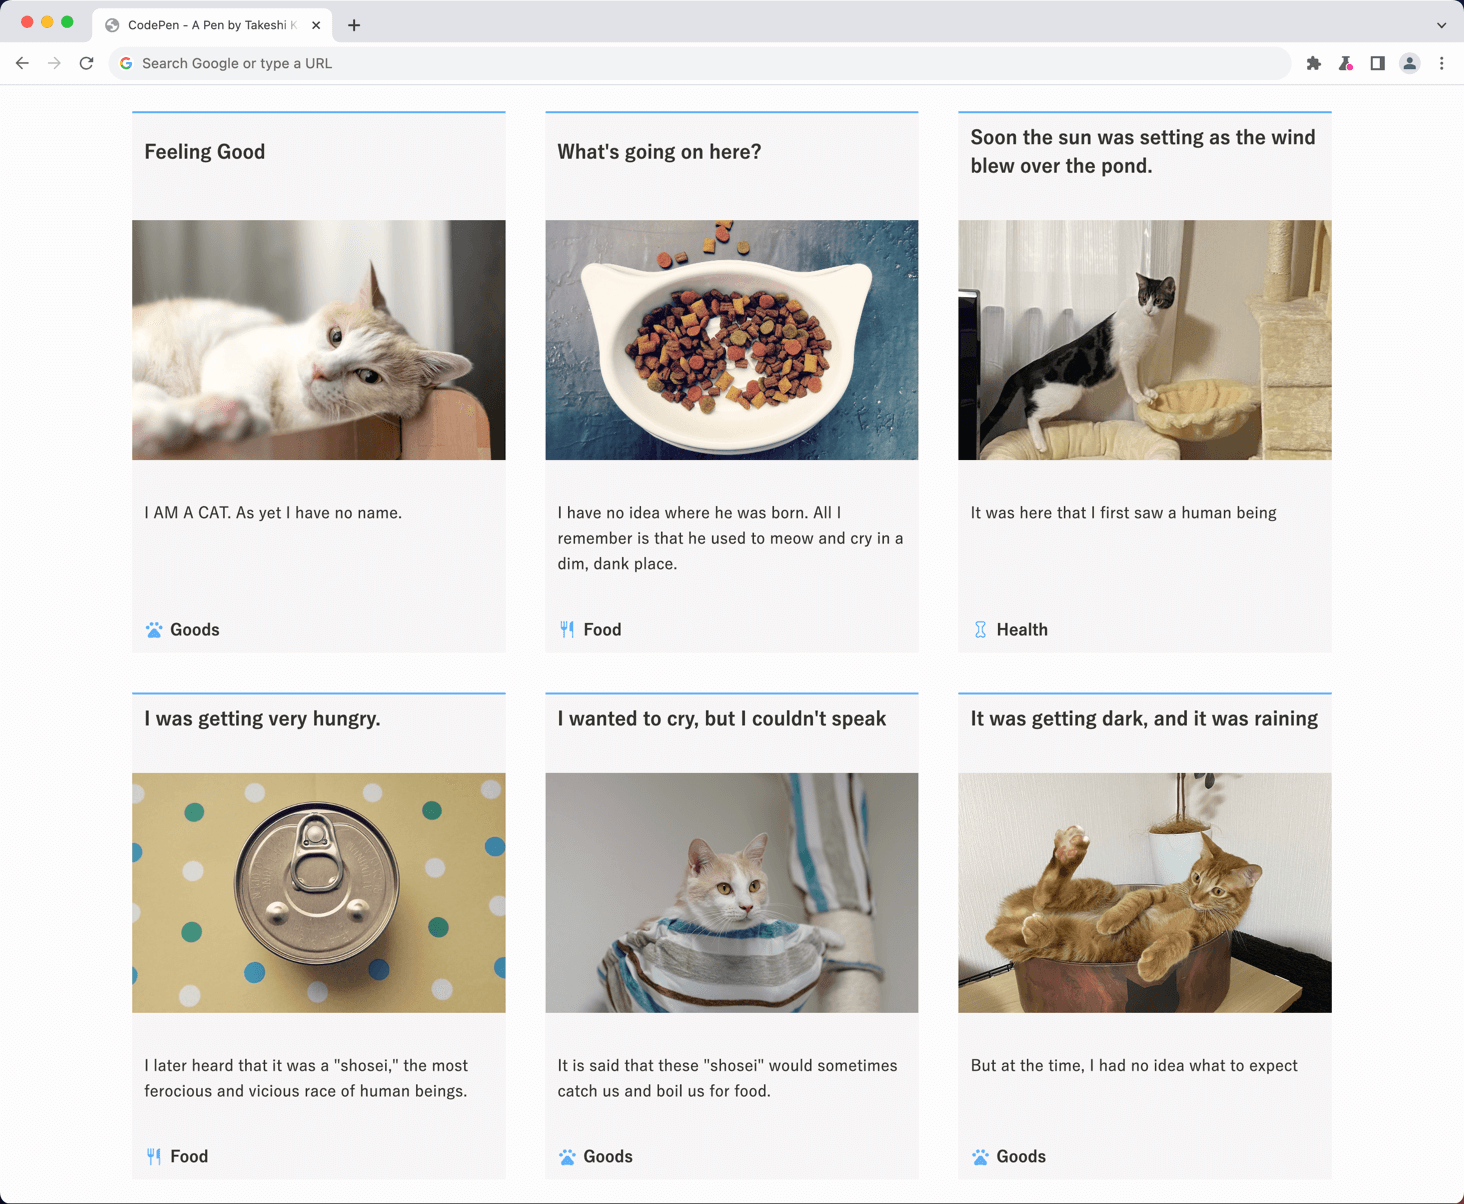 CodePen - A Pen by Takeshi K
Search Google or type a URL
Feeling Good
What's going on here?
Soon the sun was setting as the wind
blew over the pond.
I AM A CAT. As yet I have no name.
I have no idea where he was born. All I
remember is that he used to meow and cry in a
dim, dank place.
It was here that I first saw a human being
Goods
Food
Health
I was getting very hungry.
I wanted to cry, but I couldn't speak
It was getting dark, and it was raining
I later heard that it was a "shosei," the most
ferocious and vicious race of human beings.
It is said that these "shosei" would sometimes
catch us and boil us for food.
But at the time, I had no idea what to expect
Food
Goods
Goods